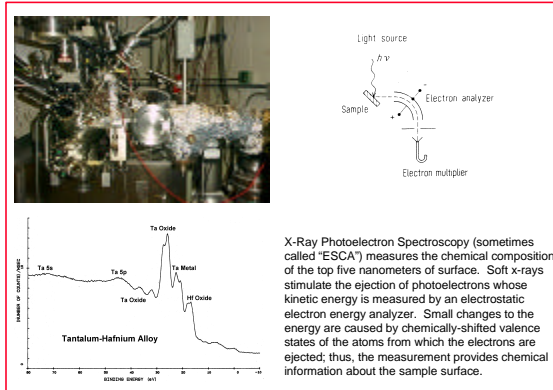 Light source
hν
Sample
Electron analyzer
-
+
Electron multiplier
Ta Oxide
Ta 5s
Ta 5p
Ta Metal
Ta Oxide
Hf Oxide
Tantalum-Hafnium Alloy
(NUMBER OF COUNTS)/MSEC
BINDING ENERGY (eV)
X-Ray Photoelectron Spectroscopy (sometimes
called "ESCA") measures the chemical composition
of the top five nanometers of surface. Soft x-rays
stimulate the ejection of photoelectrons whose
kinetic energy is measured by an electrostatic
electron energy analyzer. Small changes to the
energy are caused by chemically-shifted valence
states of the atoms from which the electrons are
ejected; thus, the measurement provides chemical
information about the sample surface.